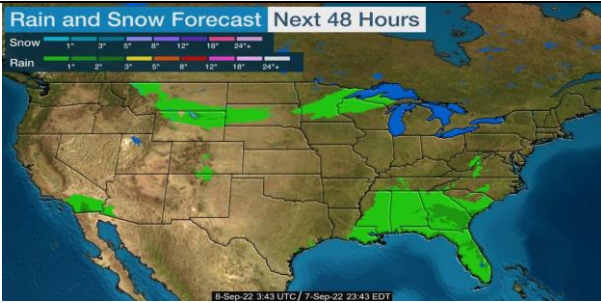 Rain and Snow Forecast Next 48 Hours
Snow 1" 3" 5" 8" 12" 18" 24"+
Rain 1" 2" 3" 5" 8" 12" 18" 24"+
8-Sep-22 3:43 UTC / 7-Sep-22 23:43 EDT